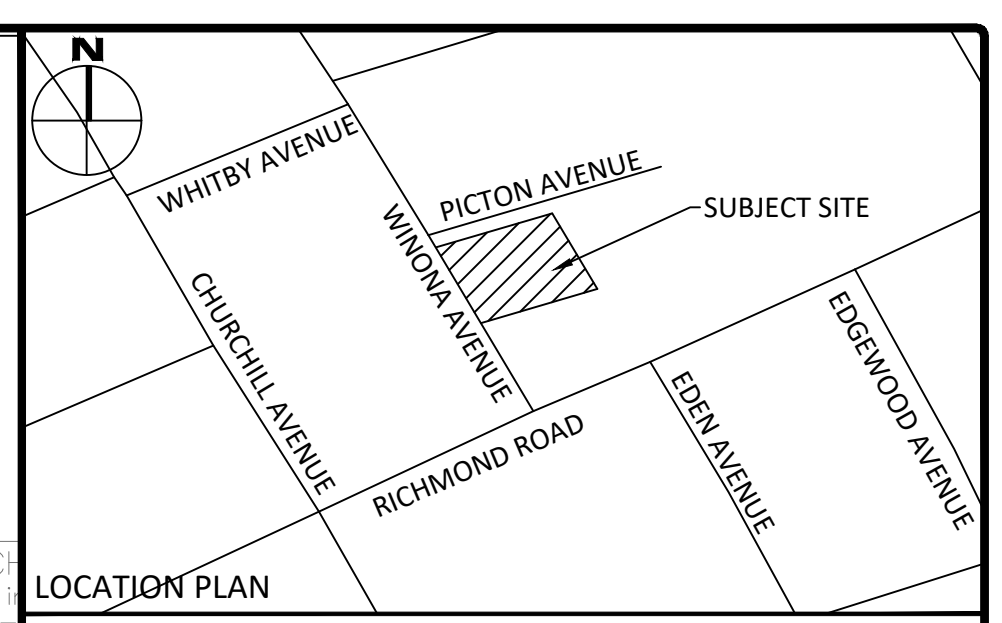 N
WHITBY AVENUE
PICTON AVENUE
SUBJECT SITE
WINONA AVENUE
CHURCHILL AVENUE
EDGEWOOD AVENUE
EDEN AVENUE
RICHMOND ROAD
LOCATION PLAN